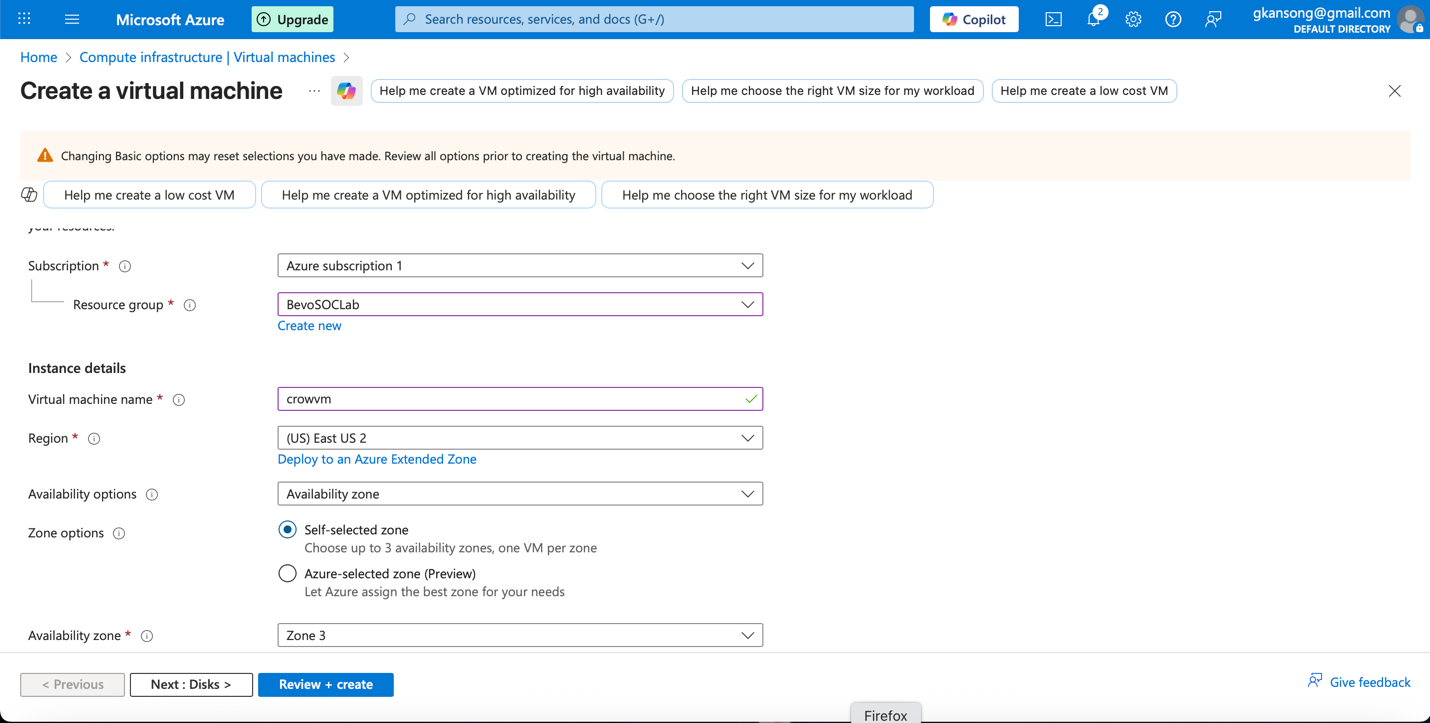 Microsoft Azure
Upgrade
Search resources, services, and docs (G+/)
Copilot
2
gkansong@gmail.com
DEFAULT DIRECTORY
Home > Compute infrastructure | Virtual machines >
Create a virtual machine
...
Help me create a VM optimized for high availability
Help me choose the right VM size for my workload
Help me create a low cost VM
Changing Basic options may reset selections you have made. Review all options prior to creating the virtual machine.
Help me create a low cost VM
Help me create a VM optimized for high availability
Help me choose the right VM size for my workload
your resources.
Subscription *
Azure subscription 1
Resource group *
BevoSOCLab
Create new
Instance details
Virtual machine name *
crowvm
Region *
(US) East US 2
Deploy to an Azure Extended Zone
Availability options
Availability zone
Zone options
Self-selected zone
Choose up to 3 availability zones, one VM per zone
Azure-selected zone (Preview)
Let Azure assign the best zone for your needs
Availability zone *
Zone 3
< Previous
Next : Disks >
Review + create
Give feedback
Firefox